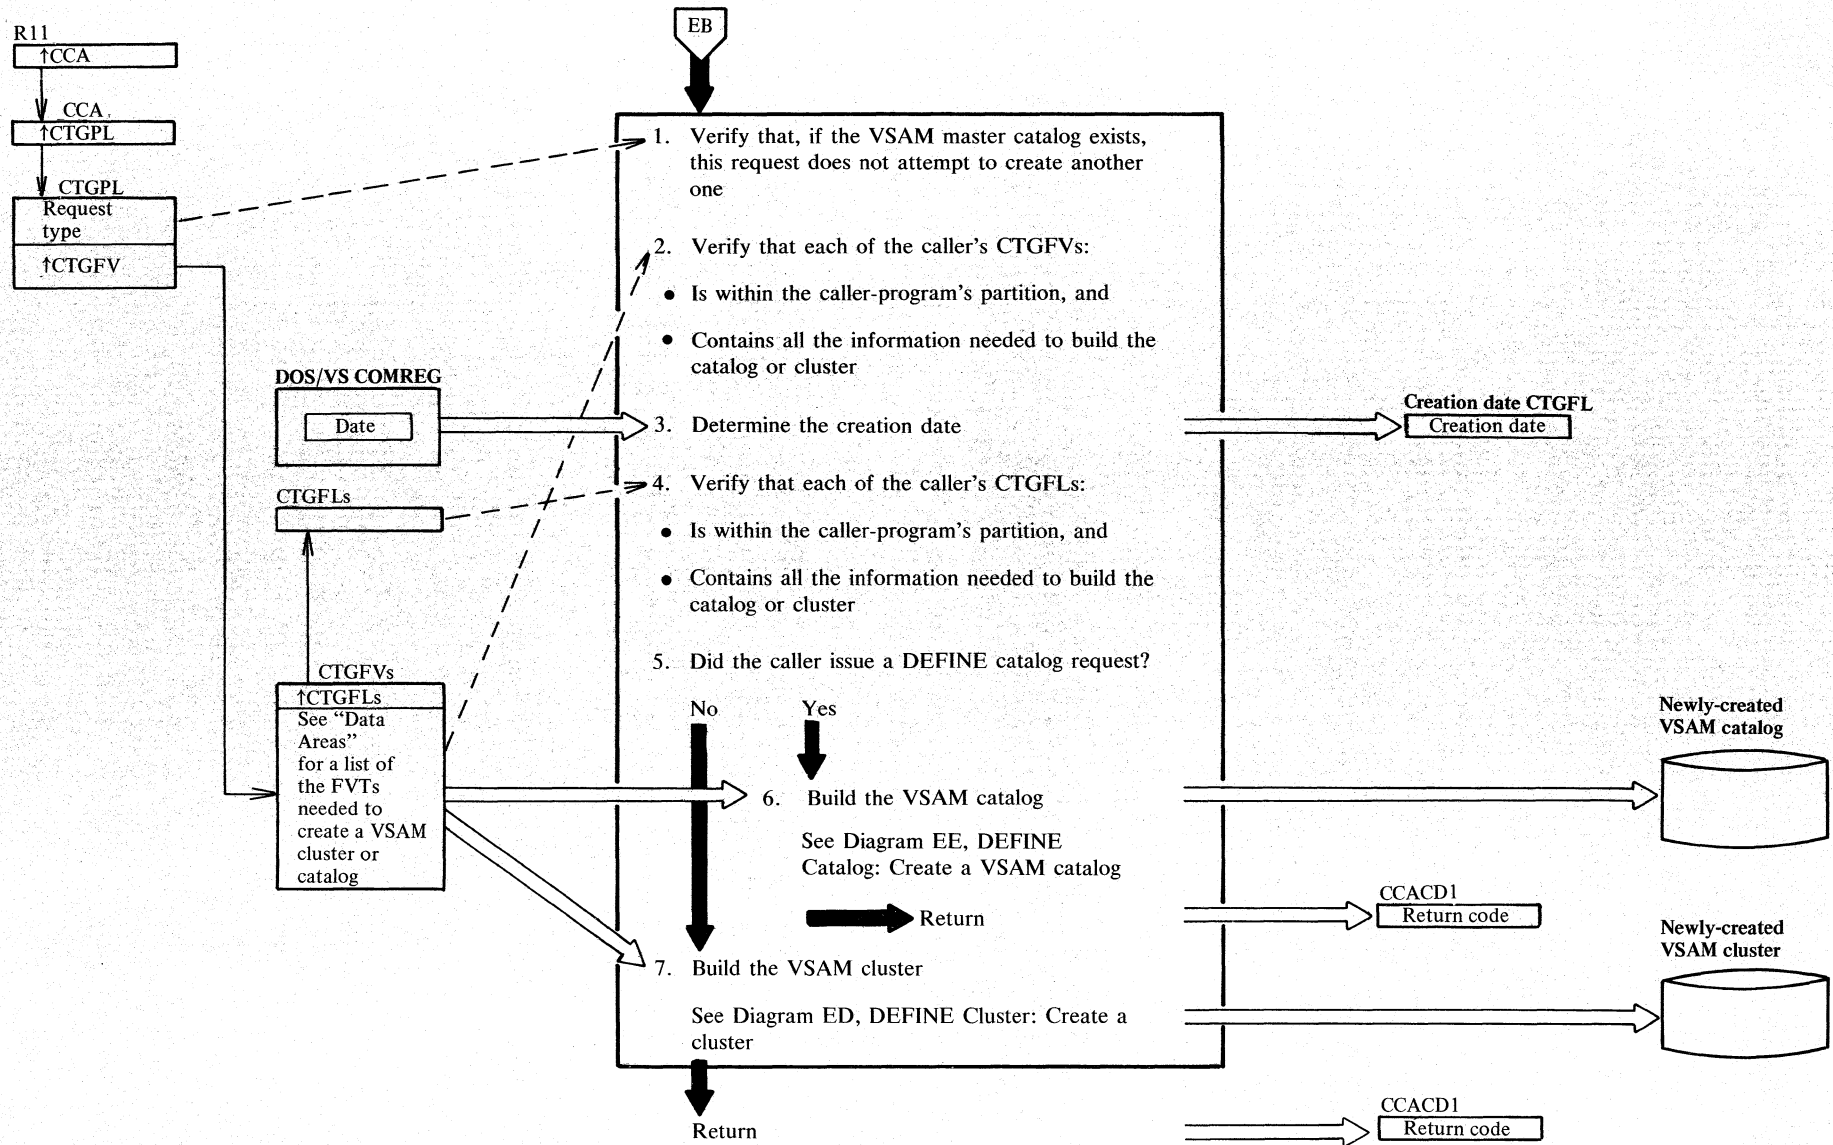 EB
R11
↑CCA
CCA
↑CTGPL
CTGPL
Request
type
↑CTGFV
1. Verify that, if the VSAM master catalog exists,
this request does not attempt to create another
one
2. Verify that each of the caller's CTGFVs:
• Is within the caller-program's partition, and
• Contains all the information needed to build the
catalog or cluster
DOS/VS COMREG
Date
3. Determine the creation date
Creation date CTGFL
Creation date
CTGFLs
4. Verify that each of the caller's CTGFLs:
• Is within the caller-program's partition, and
• Contains all the information needed to build the
catalog or cluster
5. Did the caller issue a DEFINE catalog request?
No
Yes
CTGFVs
↑CTGFLs
See “Data
Areas”
for a list of
the FVTs
needed to
create a VSAM
cluster or
catalog
6. Build the VSAM catalog
See Diagram EE, DEFINE
Catalog: Create a VSAM catalog
Return
Newly-created
VSAM catalog
CCACD1
Return code
7. Build the VSAM cluster
See Diagram ED, DEFINE Cluster: Create a
cluster
Newly-created
VSAM cluster
Return
CCACD1
Return code